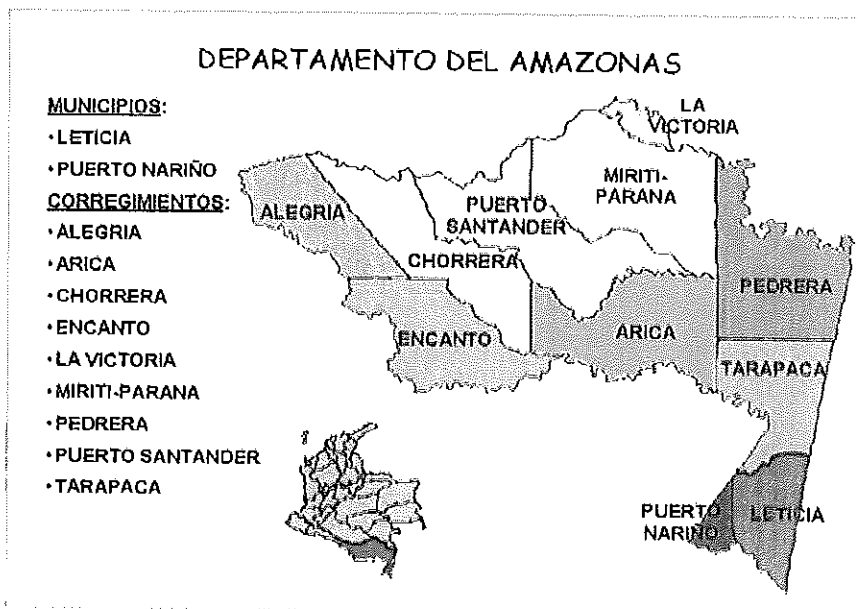 DEPARTAMENTO DEL AMAZONAS
MUNICIPIOS:
•LETICIA
•PUERTO NARIÑO
CORREGIMIENTOS:
•ALEGRIA
•ARICA
•CHORRERA
•ENCANTO
•LA VICTORIA
•MIRITI-PARANA
•PEDRERA
•PUERTO SANTANDER
•TARAPACA
LA
VICTORIA
MIRITI-
PARANA
PUERTO
SANTANDER
ALEGRIA
CHORRERA
PEDRERA
ENCANTO
ARICA
TARAPACA
PUERTO
NARIÑO
LETICIA